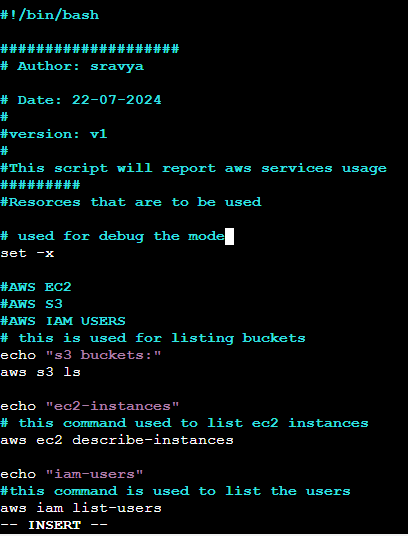 #!/bin/bash
####################
# Author: sravya
# Date: 22-07-2024
#
#version: v1
#
#This script will report aws services usage
#########
#Resorces that are to be used
# used for debug the mode
set -x
#AWS EC2
#AWS S3
#AWS IAM USERS
# this is used for listing buckets
echo "s3 buckets:"
aws s3 ls
echo "ec2-instances"
# this command used to list ec2 instances
aws ec2 describe-instances
echo "iam-users"
#this command is used to list the users
aws iam list-users
-- INSERT --